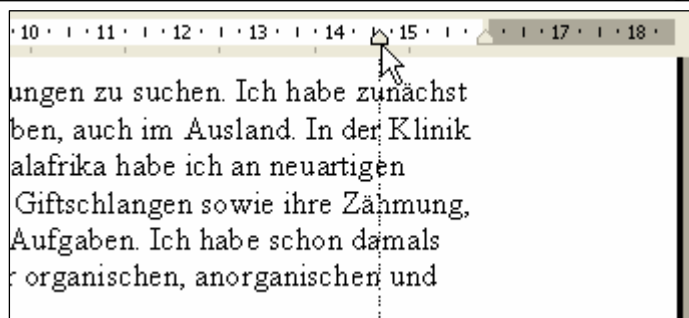 · 10 · ı · 11 · ı · 12 · ı · 13 · ı · 14 · 15 · ı · · ı · 17 · ı · 18 ·
ungen zu suchen. Ich habe zunächst
ben, auch im Ausland. In der Klinik
alafrika habe ich an neuartigen
Giftschlangen sowie ihre Zähmung,
Aufgaben. Ich habe schon damals
r organischen, anorganischen und